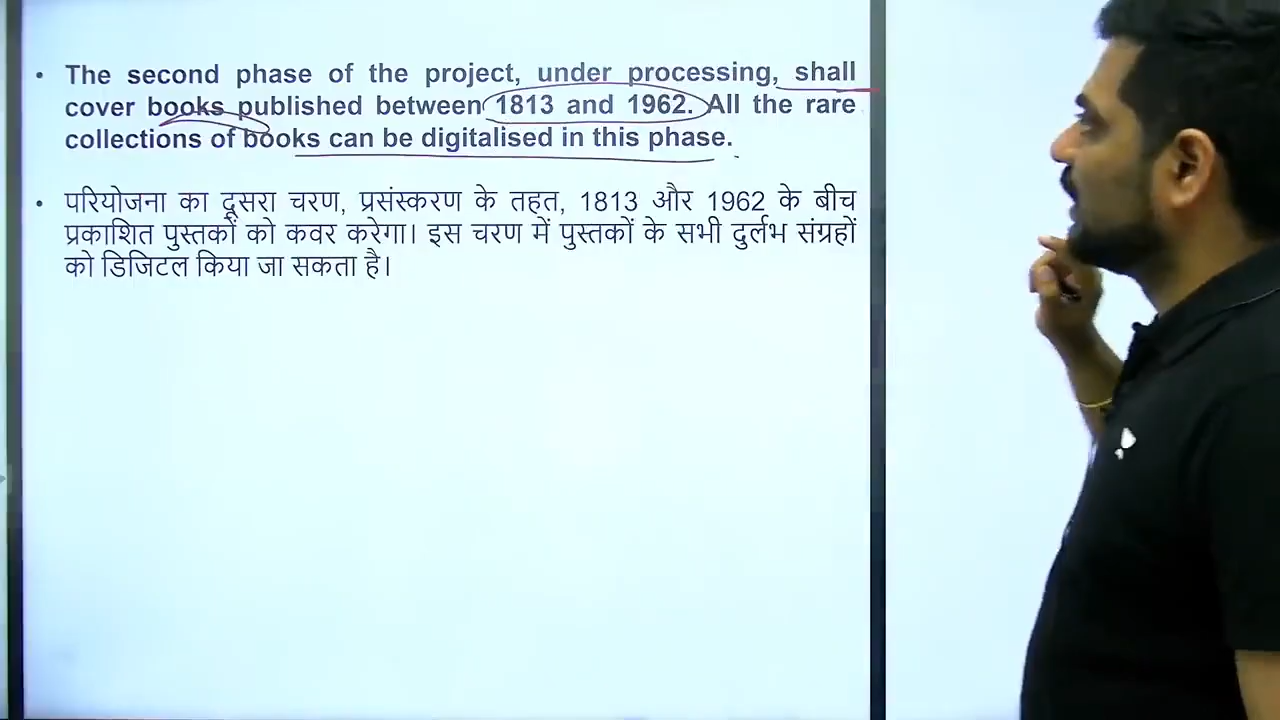 • The second phase of the project, under processing, shall
cover books published between 1813 and 1962. All the rare
collections of books can be digitalised in this phase.
• परियोजना का दूसरा चरण, प्रसंस्करण के तहत, 1813 और 1962 के बीच
प्रकाशित पुस्तकों को कवर करेगा। इस चरण में पुस्तकों के सभी दुर्लभ संग्रहों
को डिजिटल किया जा सकता है।